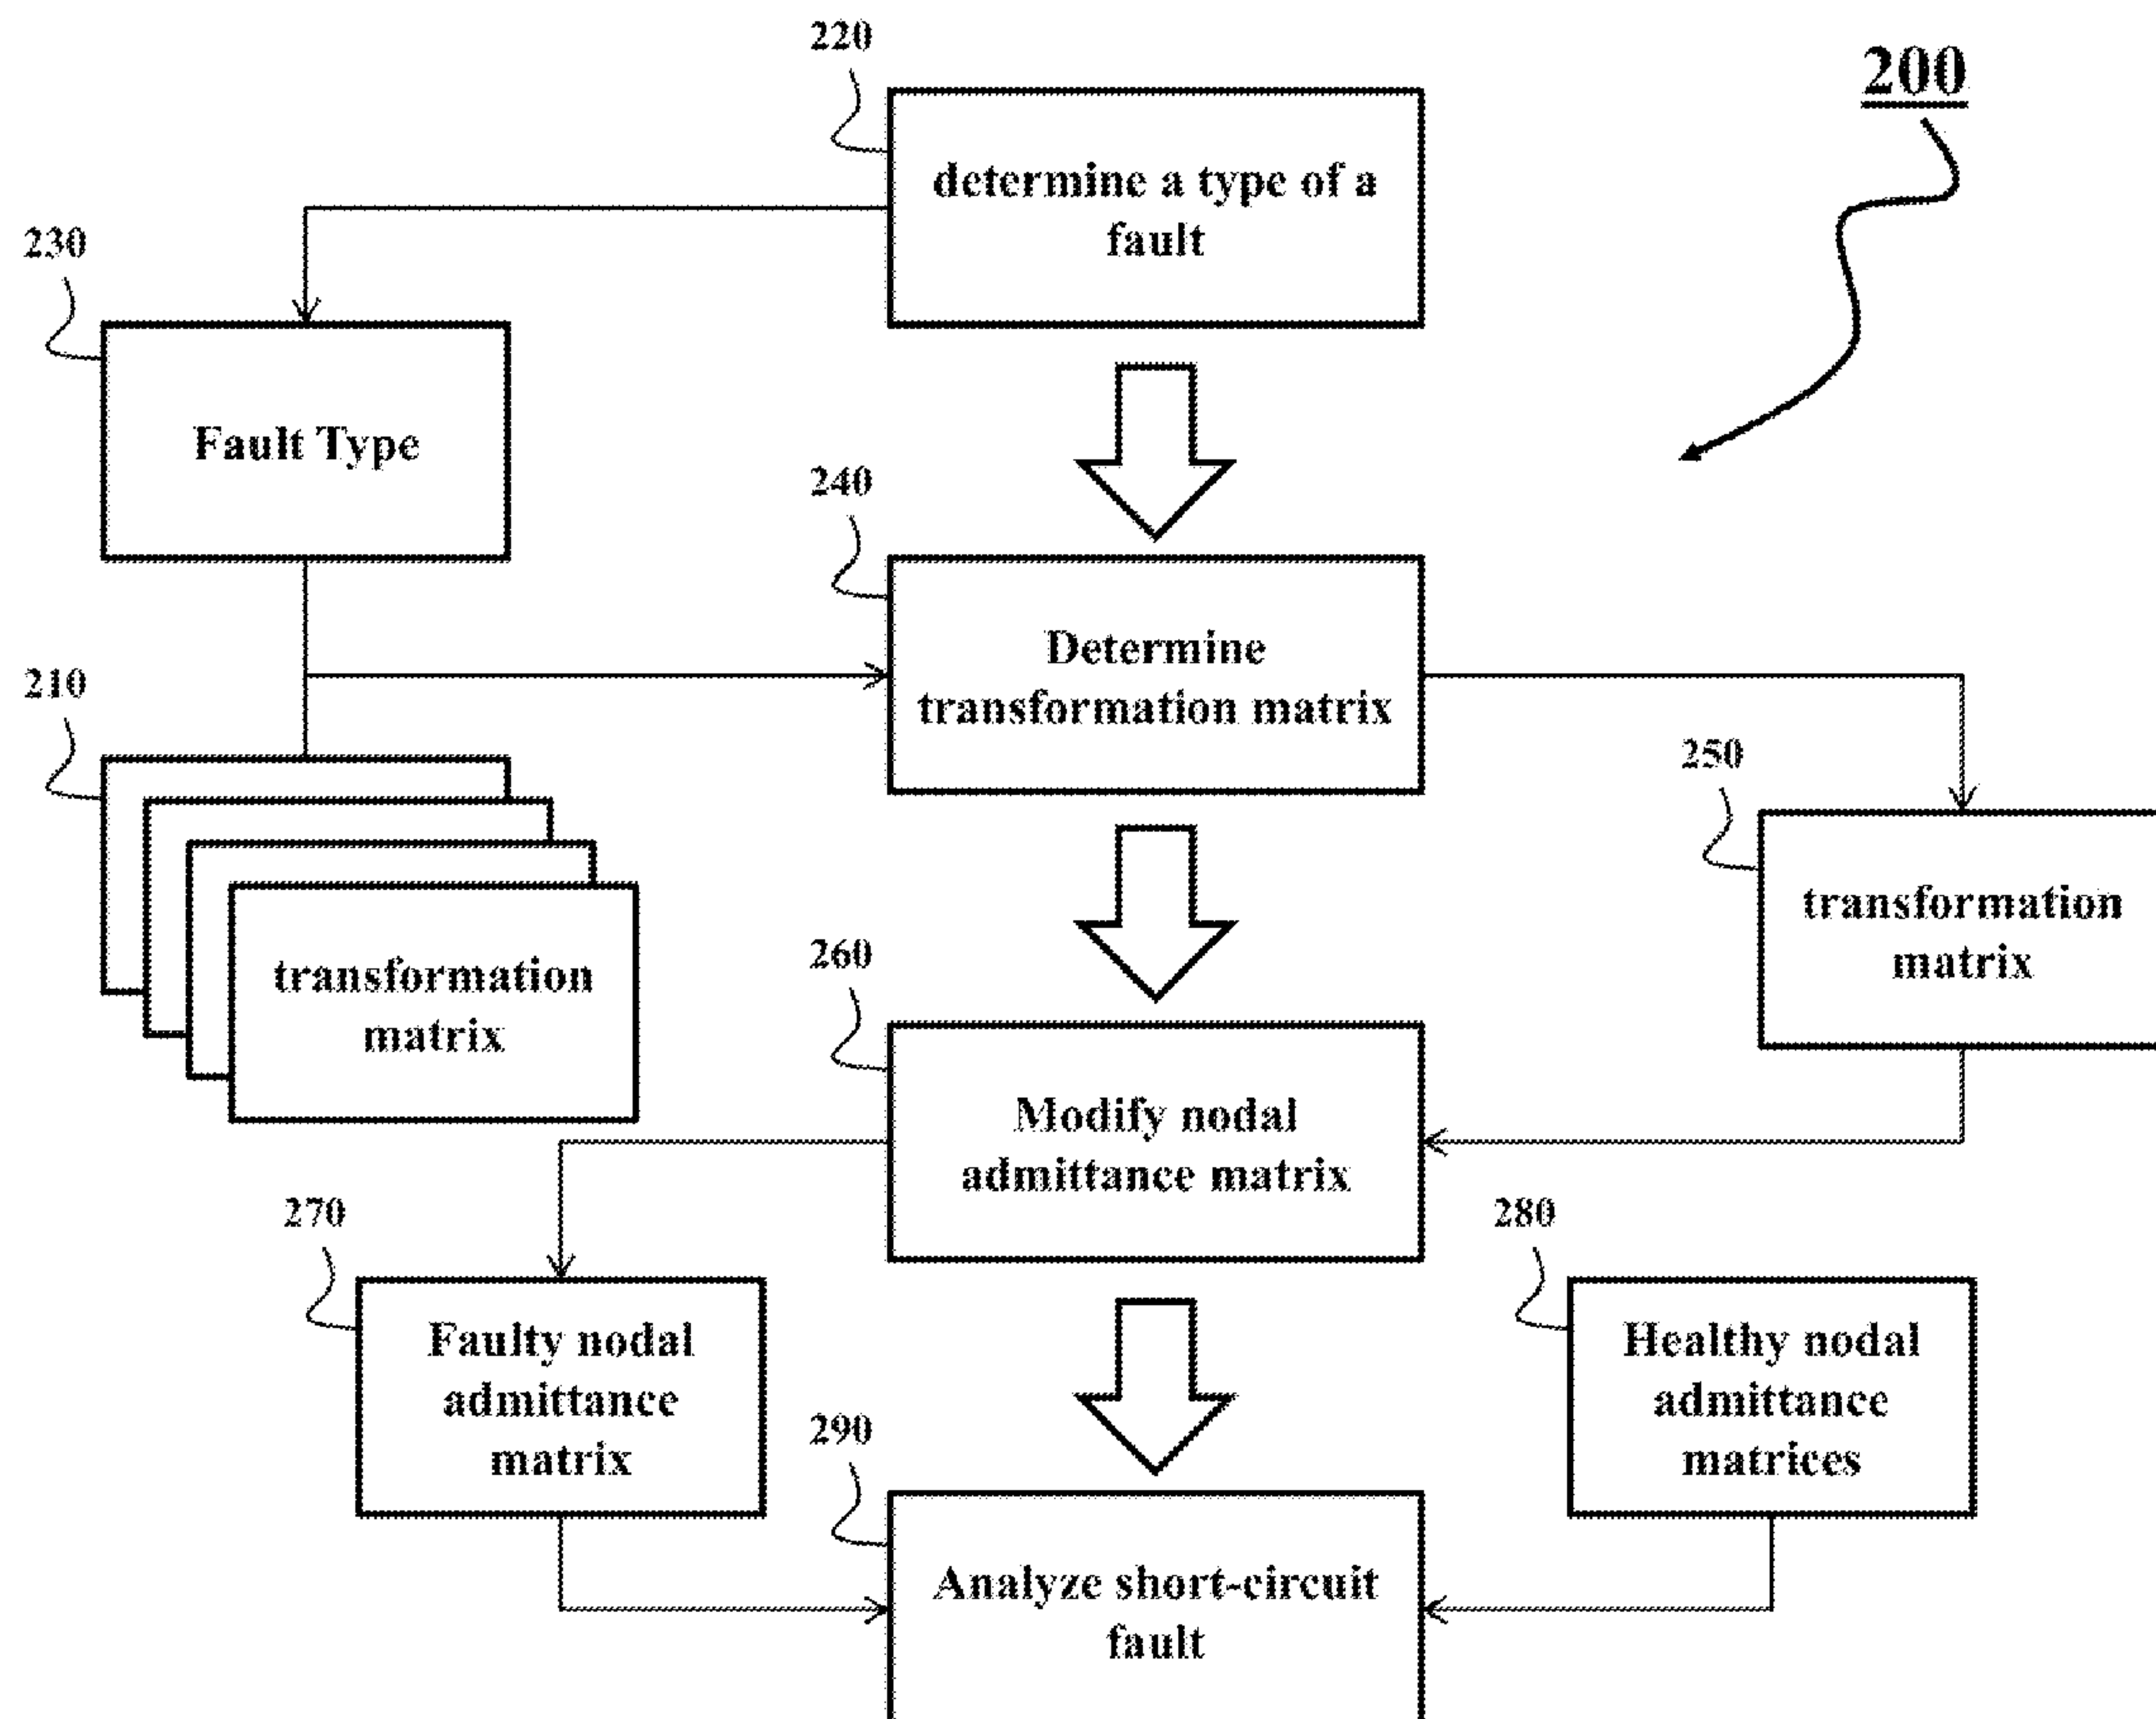 220
200
determine a type of a
fault
230
Fault Type
240
Determine
transformation matrix
210
250
transformation
matrix
transformation
matrix
260
Modify nodal
admittance matrix
270
280
Faulty nodal
admittance
matrix
Healthy nodal
admittance
matrices
290
Analyze short-circuit
fault